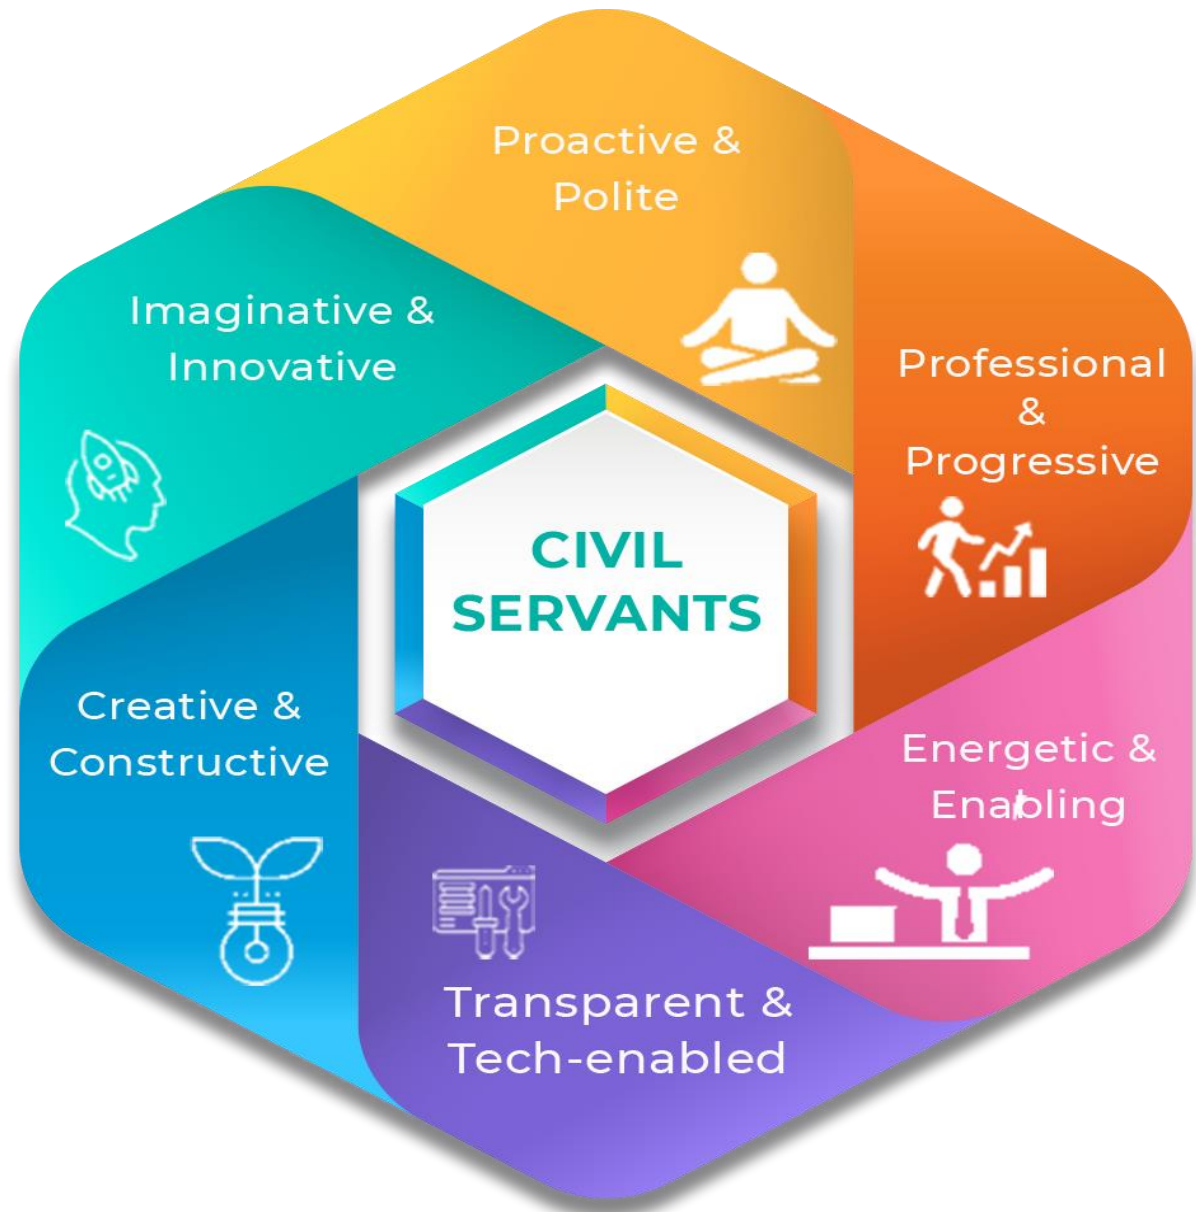 Proactive &
Polite
Professional
&
Progressive
Energetic &
Enabling
Transparent &
Tech-enabled
Creative &
Constructive
Imaginative &
Innovative
CIVIL
SERVANTS